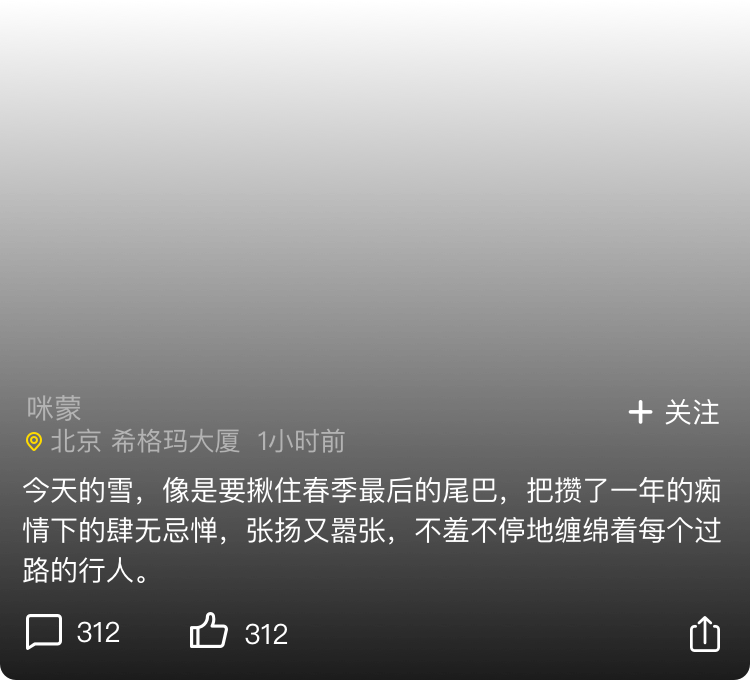 咪蒙
关注
北京 希格玛大厦 1小时前
今天的雪，像是要揪住春季最后的尾巴，把攒了一年的痴
情下的肆无忌惮，张扬又嚣张，不羞不停地缠绵着每个过
路的行人。
312 312